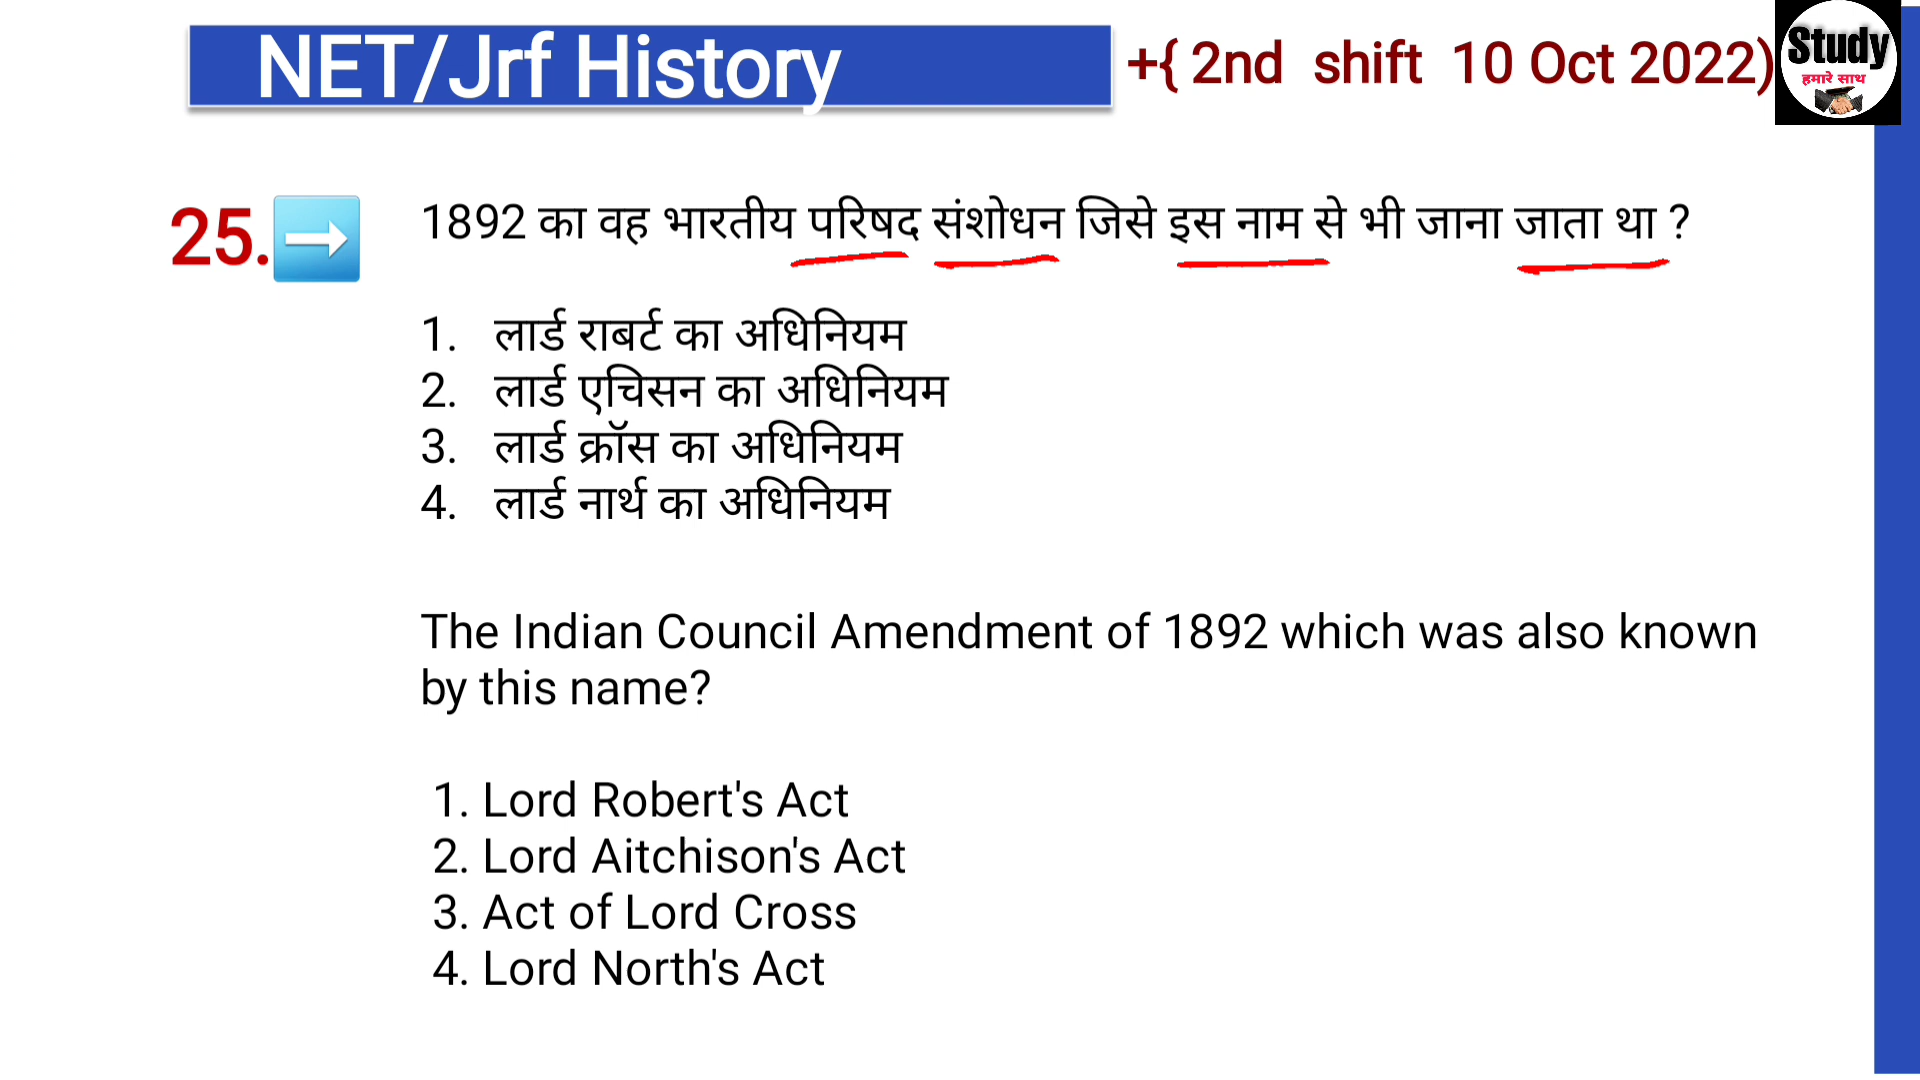 NET/Jrf History
+{ 2nd shift 10 Oct 2022)
Study
हमारे साथ
25.
1892 का वह भारतीय परिषद संशोधन जिसे इस नाम से भी जाना जाता था ?
1. लार्ड राबर्ट का अधिनियम
2. लार्ड एचिसन का अधिनियम
3. लार्ड क्रॉस का अधिनियम
4. लार्ड नार्थ का अधिनियम
The Indian Council Amendment of 1892 which was also known
by this name?
1. Lord Robert's Act
2. Lord Aitchison's Act
3. Act of Lord Cross
4. Lord North's Act